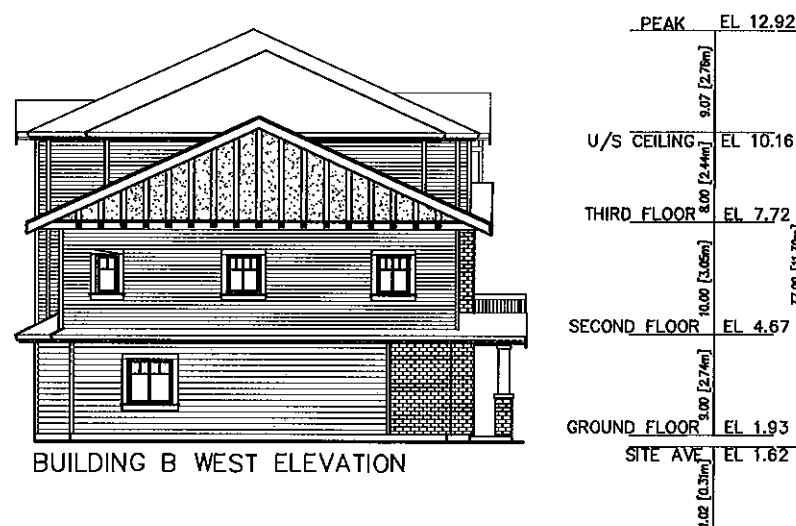 PEAK EL 12.92
9.07 [2.76m]
U/S CEILING EL 10.16
8.00 [2.44m]
THIRD FLOOR EL 7.72
10.00 [3.05m]
SECOND FLOOR EL 4.67
9.00 [2.74m]
GROUND FLOOR EL 1.93
SITE AVE EL 1.62
1.02 [0.31m]
BUILDING B WEST ELEVATION